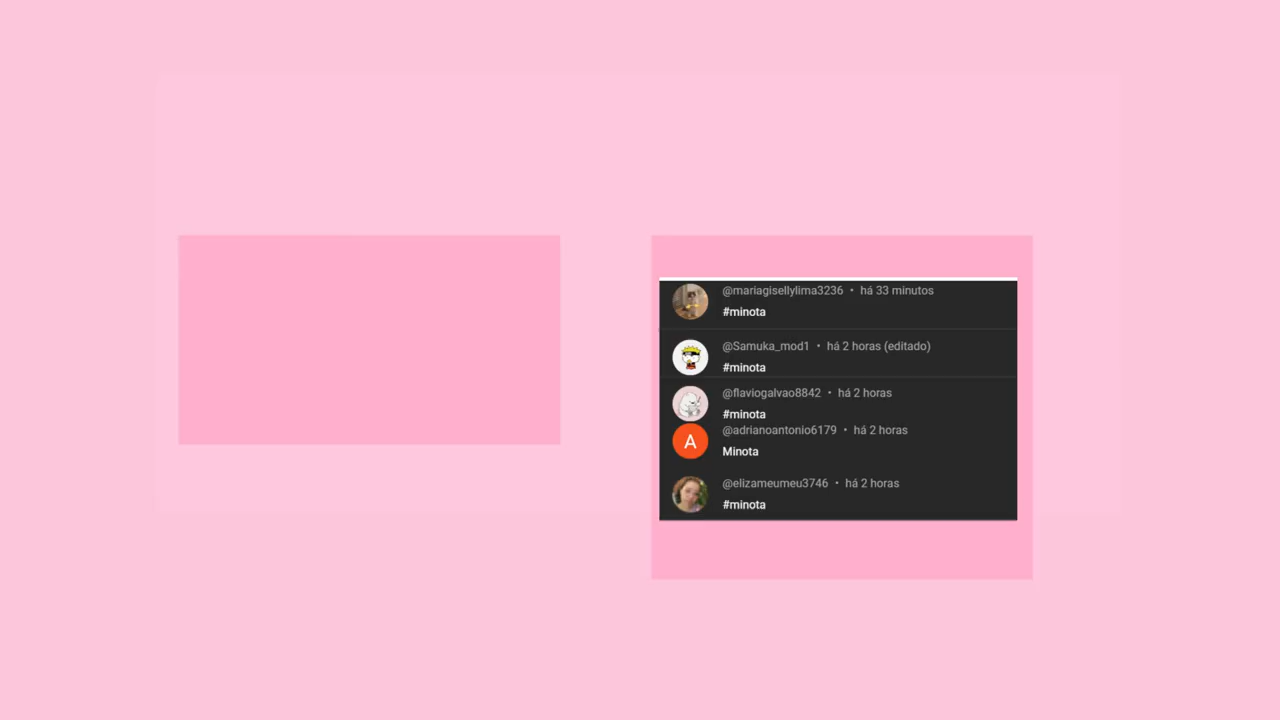 @mariagisellylima3236 • há 33 minutos
#minota
@Samuka_mod1 • há 2 horas (editado)
#minota
@flaviogalvao8842 • há 2 horas
#minota
A
@adrianoantonio6179 • há 2 horas
Minota
@elizameumeu3746 • há 2 horas
#minota